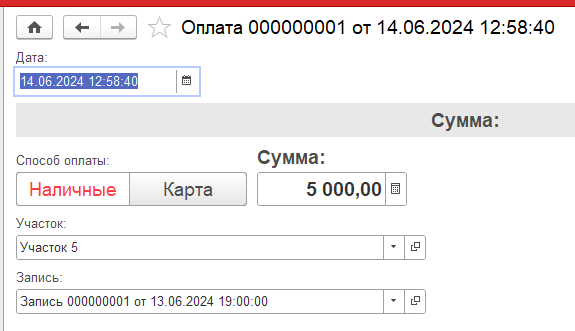 Оплата 000000001 от 14.06.2024 12:58:40
Дата:
14.06.2024 12:58:40
Сумма:
Способ оплаты:
Сумма:
Наличные
Карта
5 000,00
Участок:
Участок 5
Запись:
Запись 000000001 от 13.06.2024 19:00:00